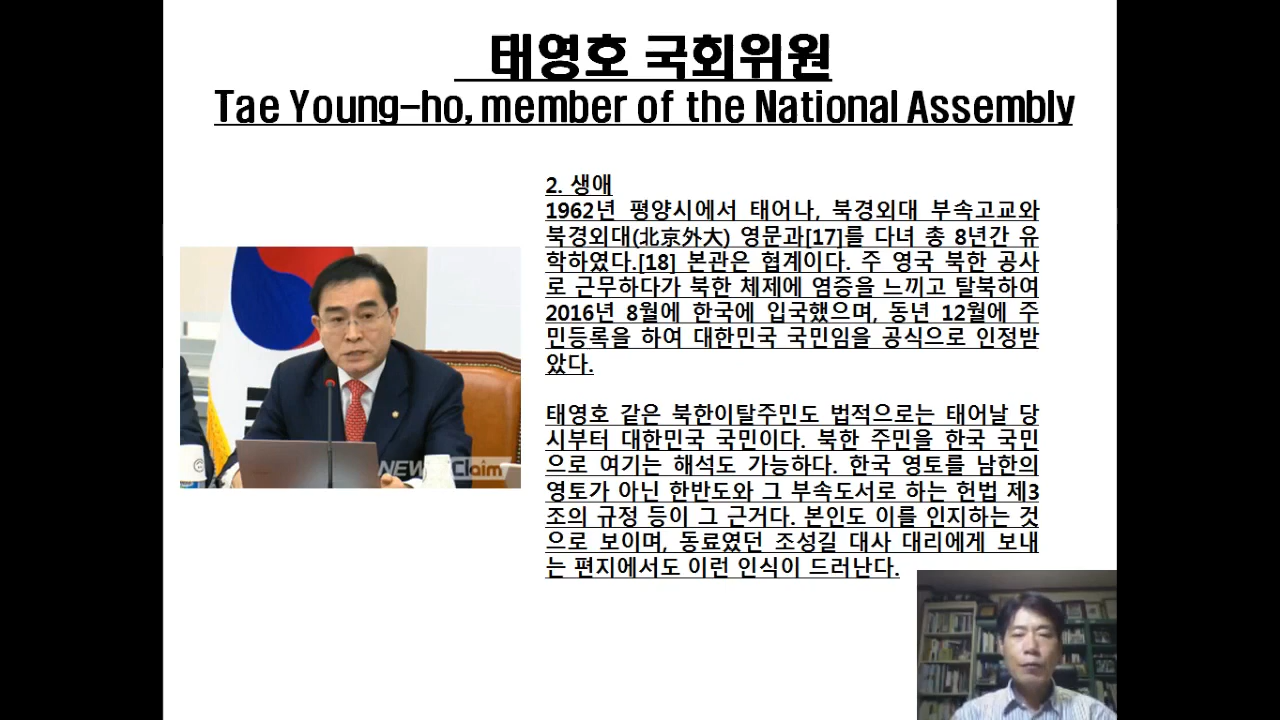 태영호 국회위원
Tae Young-ho, member of the National Assembly
2. 생애
1962년 평양시에서 태어나, 북경외대 부속고교와
북경외대(北京外大) 영문과[17]를 다녀 총 8년간 유
학하였다.[18] 본관은 협계이다. 주 영국 북한 공사
로 근무하다가 북한 체제에 염증을 느끼고 탈북하여
2016년 8월에 한국에 입국했으며, 동년 12월에 주
민등록을 하여 대한민국 국민임을 공식으로 인정받
았다.
태영호 같은 북한이탈주민도 법적으로는 태어날 당
시부터 대한민국 국민이다. 북한 주민을 한국 국민
으로 여기는 해석도 가능하다. 한국 영토를 남한의
영토가 아닌 한반도와 그 부속도서로 하는 헌법 제3
조의 규정 등이 그 근거다. 본인도 이를 인지하는 것
으로 보이며, 동료였던 조성길 대사 대리에게 보내
는 편지에서도 이런 인식이 드러난다.
NEWS Claim